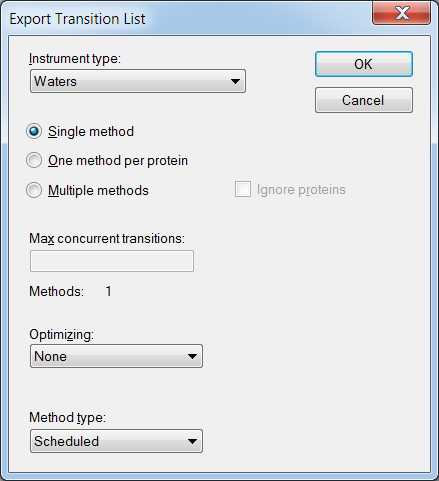 Export Transition List
Instrument type:
Waters
OK
Cancel
Single method
One method per protein
Multiple methods
Ignore proteins
Max concurrent transitions:
Methods: 1
Optimizing:
None
Method type:
Scheduled